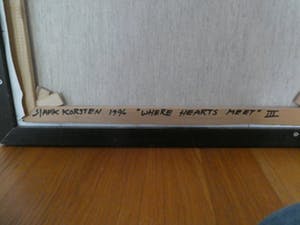 SJAAK KORSTEN 1996 "WHERE HEARTS MEET" III